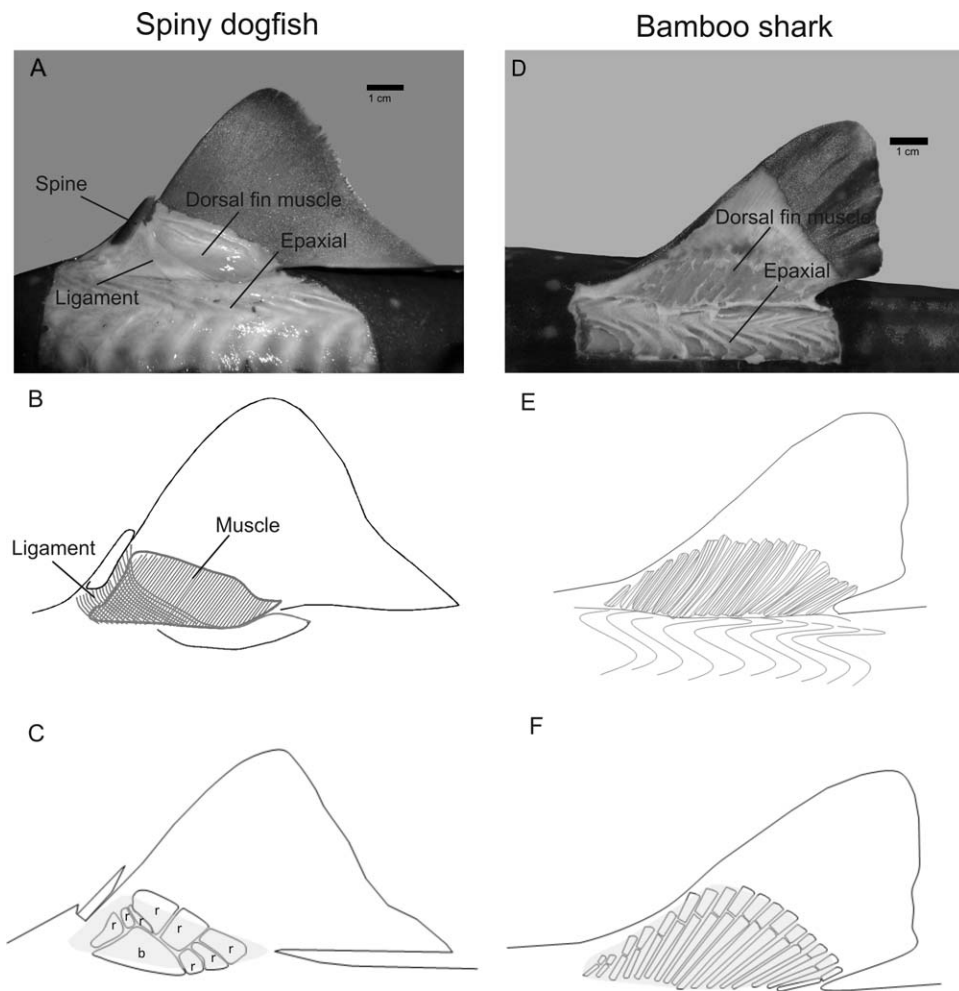 Spiny dogfish
Bamboo shark
A
1 cm
Spine
Dorsal fin muscle
Epaxial
Ligament
D
1 cm
Dorsal fin muscle
Epaxial
B
Ligament
Muscle
E
C
r
r
r
r
r
r
b
r
r
F